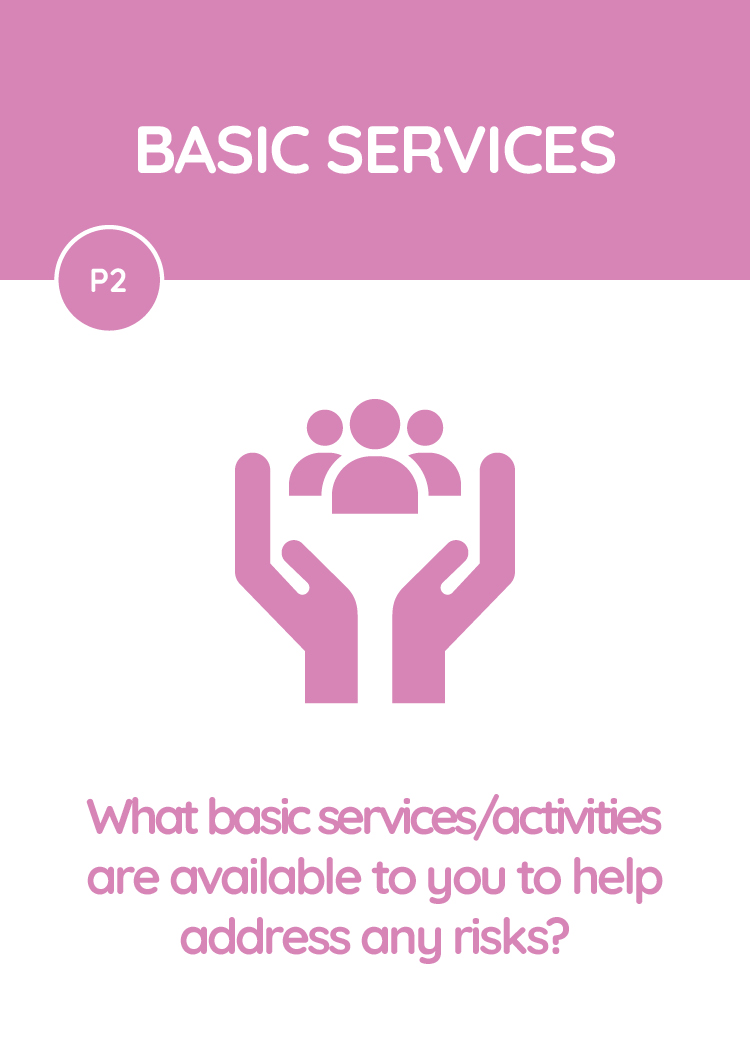 BASIC SERVICES
P2
What basic services/activities
are available to you to help
address any risks?